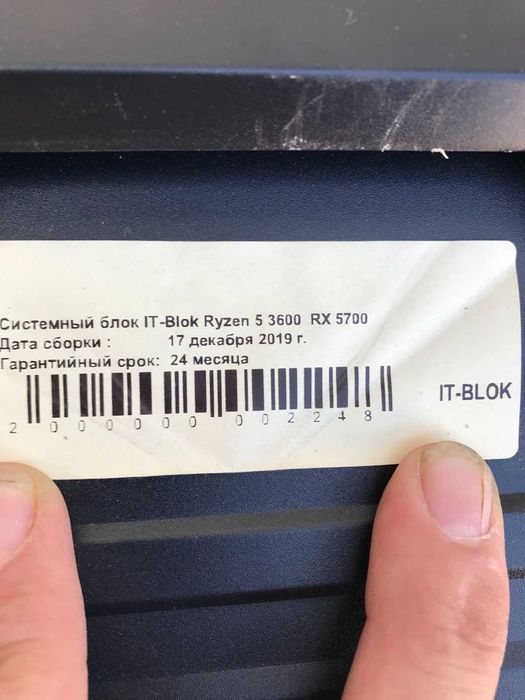 Системный блок IT-Blok Ryzen 5 3600 RX 5700
Дата сборки : 17 декабря 2019 г.
Гарантийный срок: 24 месяца
IT-BLOK
2 000000 002248